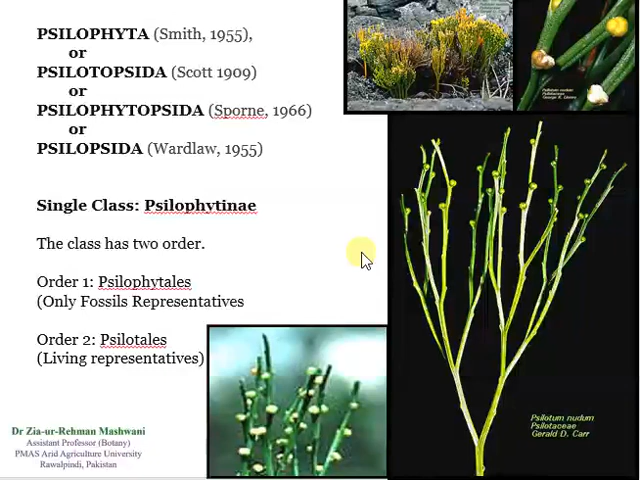 PSILOPHYTA (Smith, 1955),
or
PSILOTOPSIDA (Scott 1909)
or
PSILOPHYTOPSIDA (Sporne, 1966)
or
PSILOPSIDA (Wardlaw, 1955)
Single Class: Psilophytinae
The class has two order.
Order 1: Psilophytales
(Only Fossils Representatives
Order 2: Psilotales
(Living representatives)
Dr Zia-ur-Rehman Mashwani
Assistant Professor (Botany)
PMAS Arid Agriculture University
Rawalpindi, Pakistan
Psilotum nudum
Psilotaceae
Gerald D. Carr